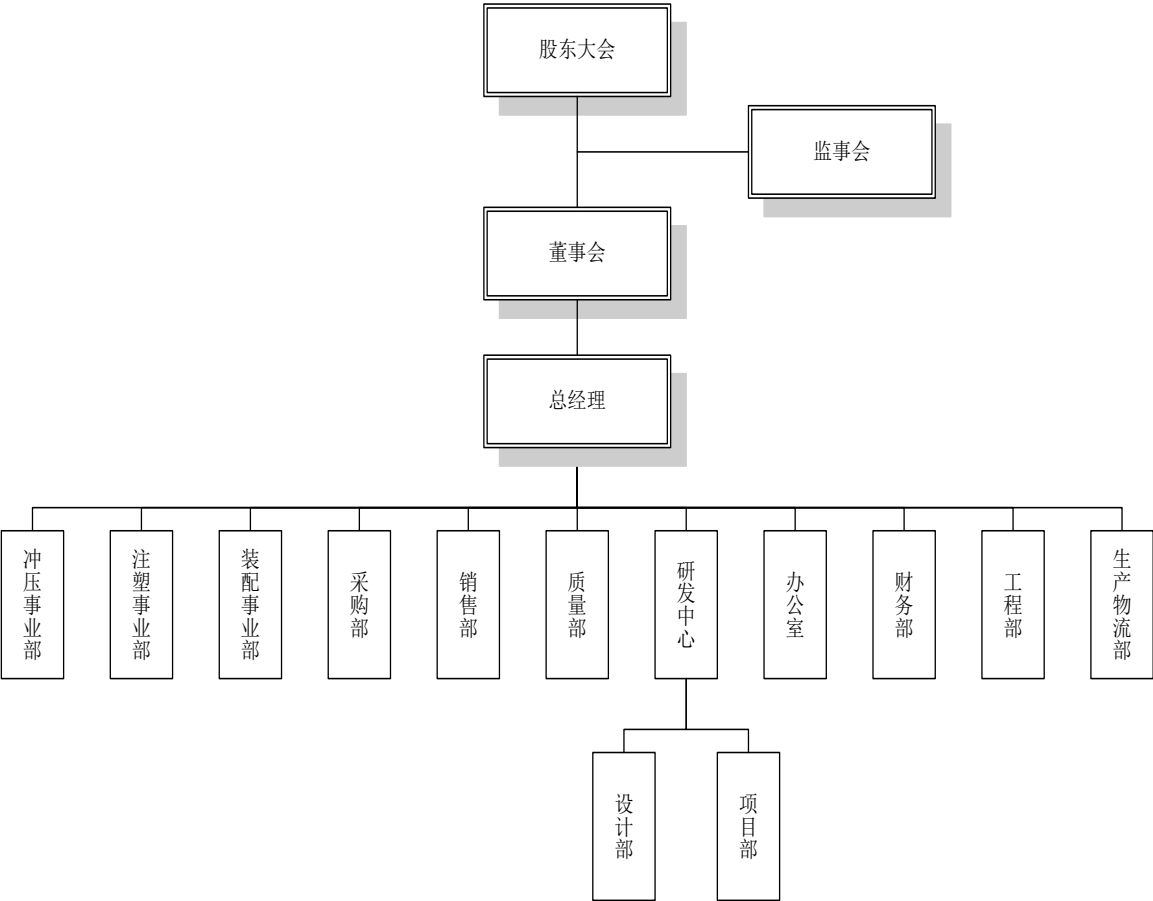 股东大会
监事会
董事会
总经理
冲压事业部
注塑事业部
装配事业部
采购部
销售部
质量部
研发中心
办公室
财务部
工程部
生产物流部
设计部
项目部